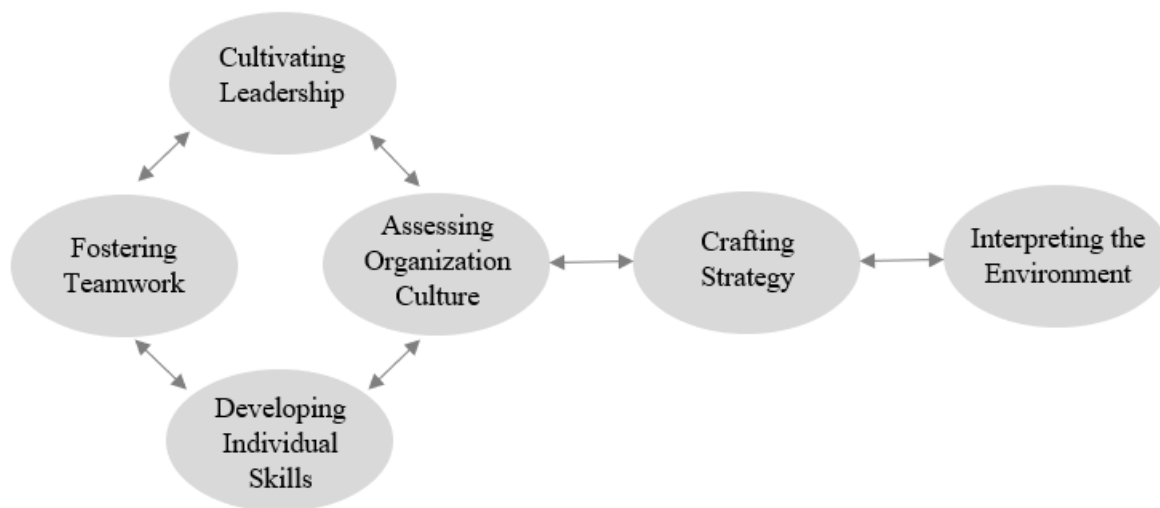 Cultivating
Leadership
Fostering
Teamwork
Assessing
Organization
Culture
Crafting
Strategy
Interpreting the
Environment
Developing
Individual
Skills